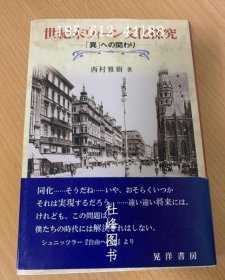 世紀末ウィーン文化探究
「異」への関わり
西村雅樹 著
同化……そうだね……いや、おそらくいつか
それは実現するだろう。……遠い遠い将来には。
けれども、この問題は
僕たちの時代には解決されはしない。
シュニッツラー『自由への道』より
晃洋書房
杜峰图书